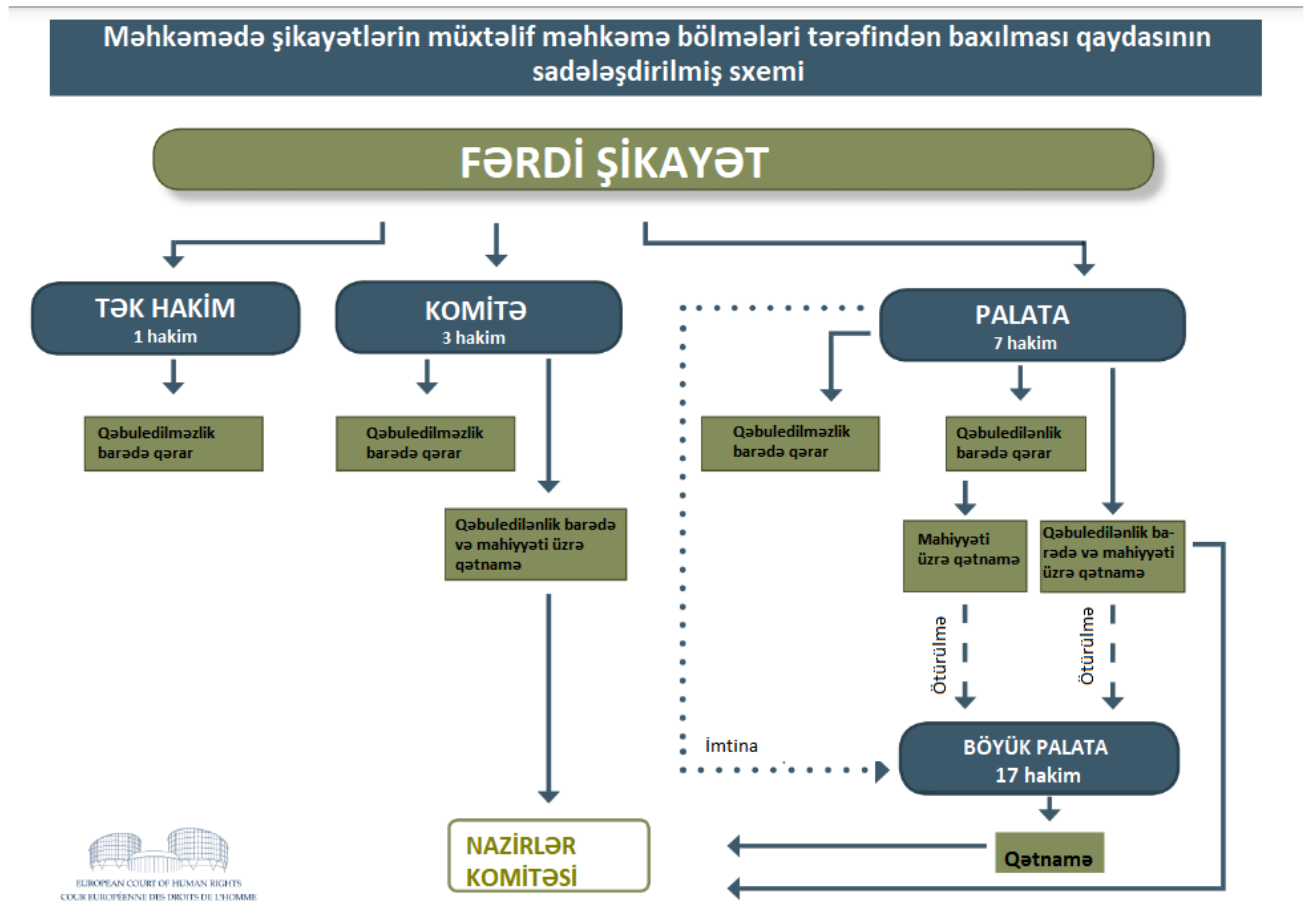 Məhkəmədə şikayətlərin müxtəlif məhkəmə bölmələri tərəfindən baxılması qaydasının
sadələşdirilmiş sxemi
FƏRDİ ŞİKAYƏT
TƏK HAKİM
1 hakim
KOMİTƏ
3 hakim
PALATA
7 hakim
Qəbuledilməzlik
barədə qərar
Qəbuledilməzlik
barədə qərar
Qəbuledilməzlik
barədə qərar
Qəbuledilənlik
barədə qərar
Qəbuledilənlik barədə
və mahiyyəti üzrə
qətnamə
Mahiyyəti
üzrə qətnamə
Qəbuledilənlik ba-
rədə və mahiyyəti
üzrə qətnamə
Ötürülmə
Ötürülmə
İmtina
BÖYÜK PALATA
17 hakim
NAZİRLƏR
KOMİTƏSİ
Qətnamə
EUROPEAN COURT OF HUMAN RIGHTS
COUR EUROPÉENNE DES DROITS DE L'HOMME